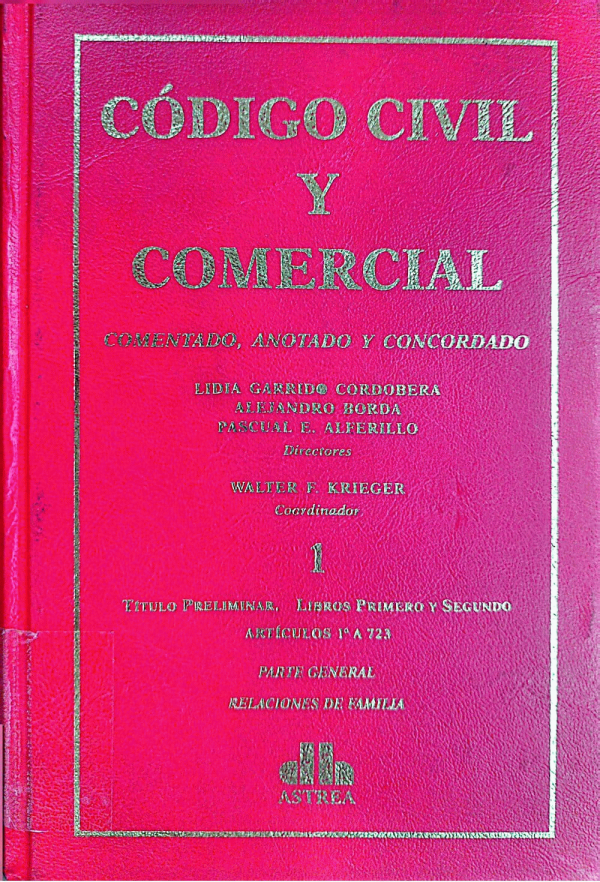 CÓDIGO CIVIL
Y
COMERCIAL
COMENTADO, ANOTADO Y CONCORDADO
LIDIA GARRIDO CORDOBERA
ALEJANDRO BORDA
PASCUAL E. ALFERILLO
Directores
WALTER F. KRIEGER
Coordinador
1
TÍTULO PRELIMINAR, LIBROS PRIMERO Y SEGUNDO
ARTÍCULOS 1º A 723
PARTE GENERAL
RELACIONES DE FAMILIA
ASTREA